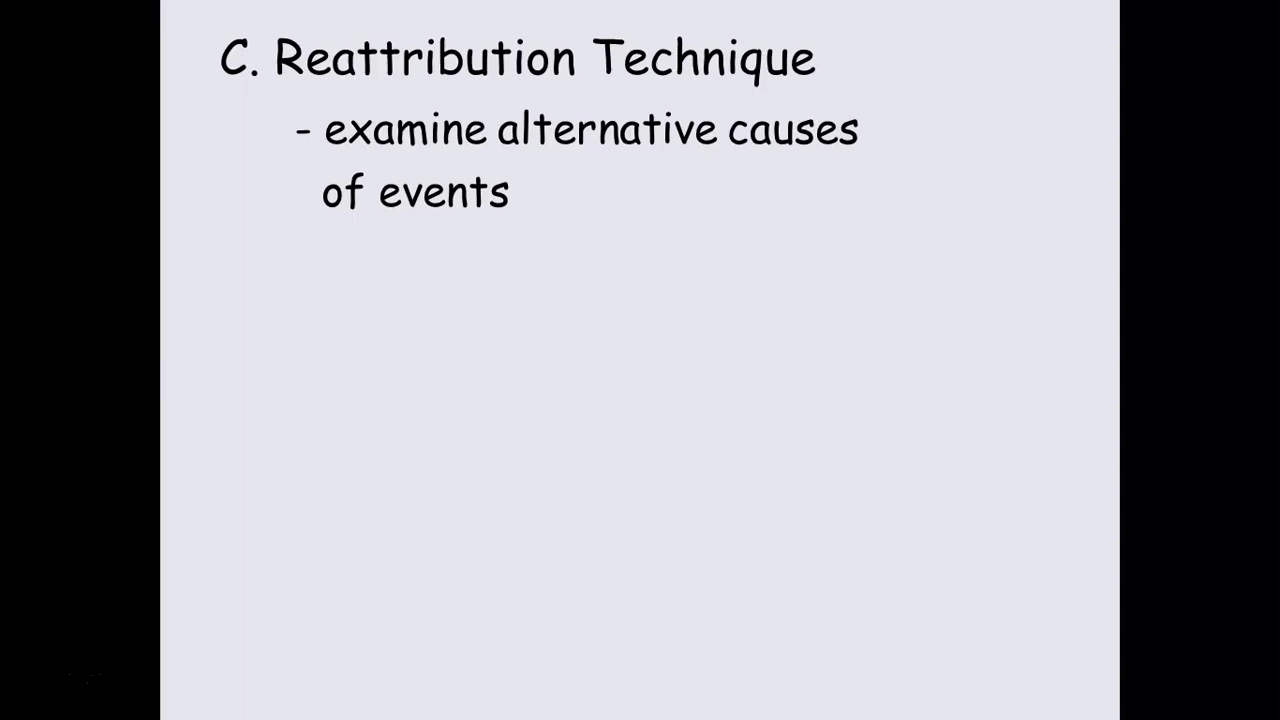 C. Reattribution Technique
- examine alternative causes
of events